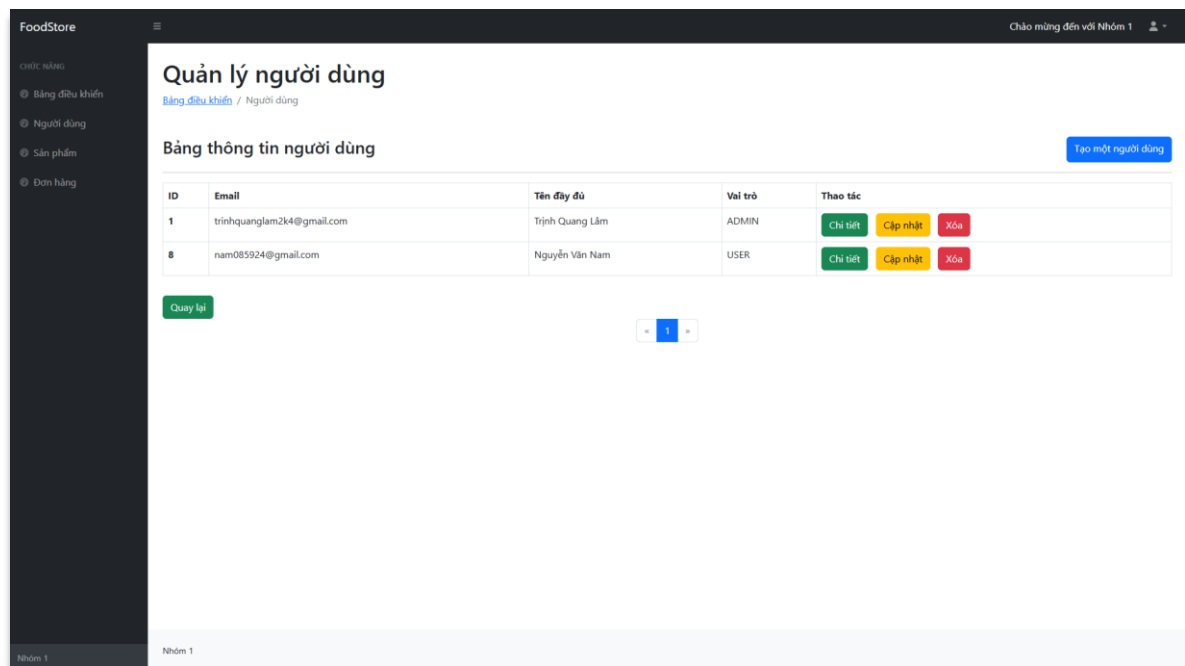 FoodStore
Chào mừng đến với Nhóm 1
CHỨC NĂNG
Bảng điều khiển
Người dùng
Sản phẩm
Đơn hàng
Nhóm 1
Quản lý người dùng
Bảng điều khiển / Người dùng
Bảng thông tin người dùng
Tạo một người dùng
ID Email Tên đầy đủ Vai trò Thao tác
1 trinhquanglam2k4@gmail.com Trịnh Quang Lâm ADMIN Chi tiết Cập nhật Xóa
8 nam085924@gmail.com Nguyễn Văn Nam USER Chi tiết Cập nhật Xóa
Quay lại
« 1 »
Nhóm 1